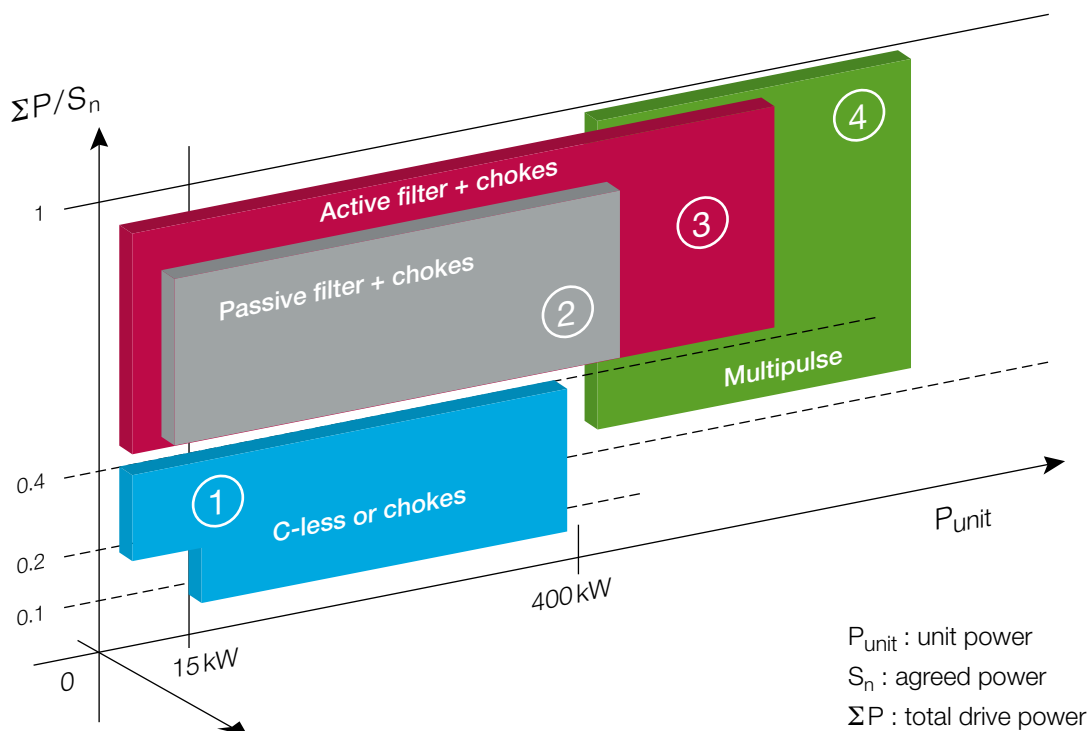 ΣP/Sn
1
0.4
0.2
0.1
0
15 kW
400 kW
Punit
4
Active filter + chokes
3
Passive filter + chokes
2
Multipulse
1
C-less or chokes
Punit : unit power
Sn : agreed power
ΣP : total drive power